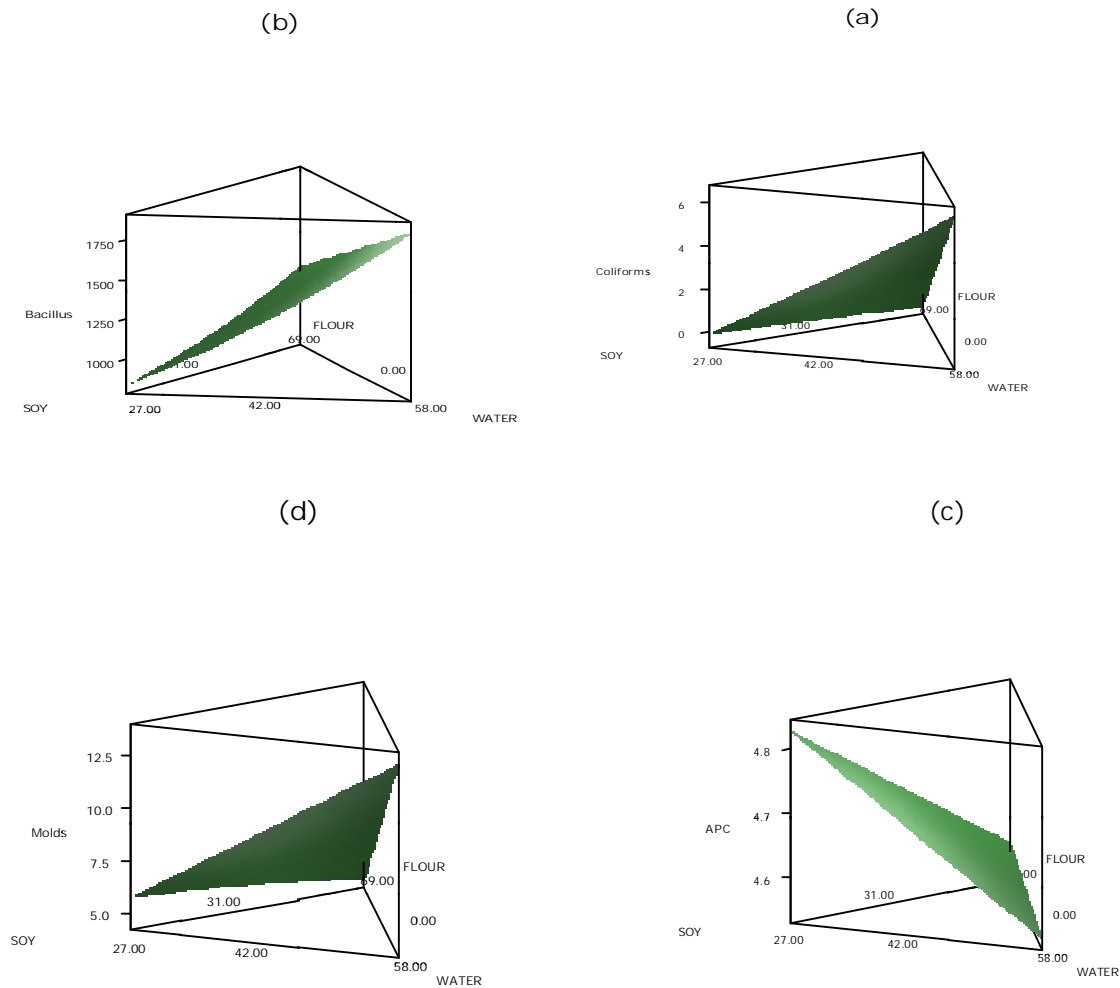 (b)
1750
1500
Bacillus
1250
1000
FLOUR
69.00
0.00
SOY
27.00
42.00
58.00
WATER
(a)
6
4
Coliforms
2
0
FLOUR
31.00
0.00
SOY
27.00
42.00
58.00
WATER
(d)
12.5
10.0
Molds
7.5
5.0
FLOUR
69.00
31.00
0.00
SOY
27.00
42.00
58.00
WATER
(c)
4.8
4.7
APC
4.6
FLOUR
31.00
0.00
SOY
27.00
42.00
58.00
WATER